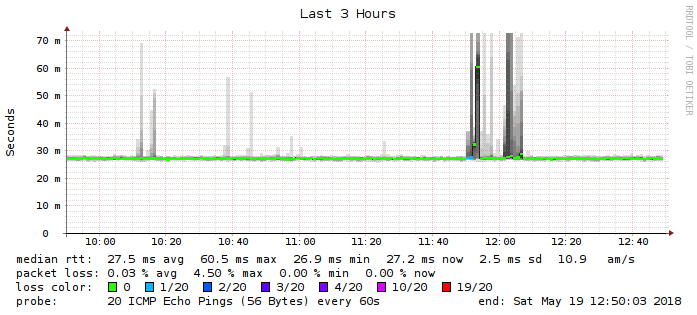 Last 3 Hours
RRDTOOL / TOBI OETIKER
Seconds
70 m
60 m
50 m
40 m
30 m
20 m
10 m
0
10:00 10:20 10:40 11:00 11:20 11:40 12:00 12:20 12:40
median rtt: 27.5 ms avg 60.5 ms max 26.9 ms min 27.2 ms now 2.5 ms sd 10.9 am/s
packet loss: 0.03 % avg 4.50 % max 0.00 % min 0.00 % now
loss color: 0 1/20 2/20 3/20 4/20 10/20 19/20
probe: 20 ICMP Echo Pings (56 Bytes) every 60s end: Sat May 19 12:50:03 2018